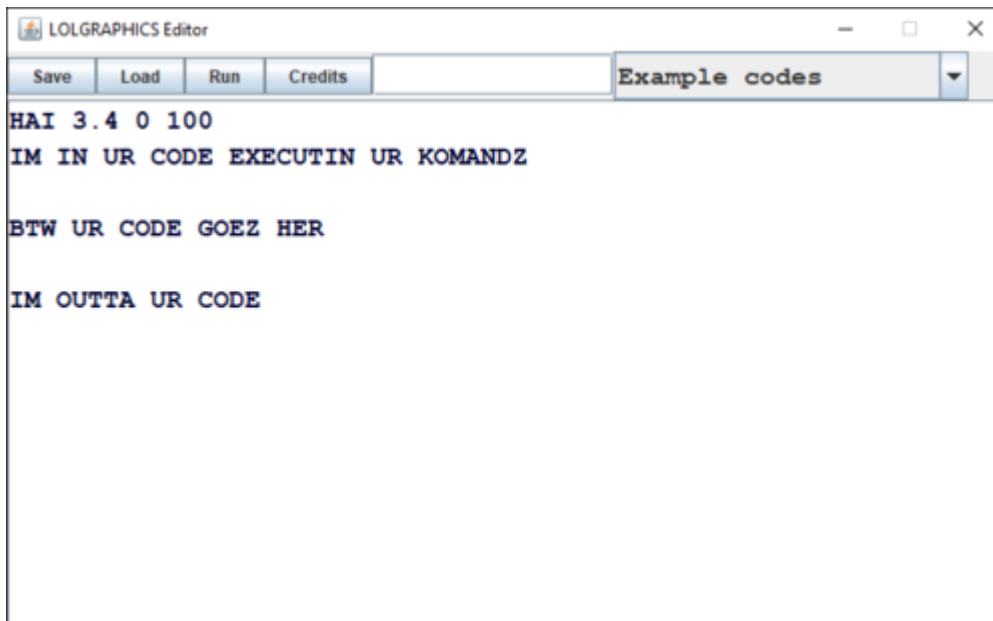 LOLGRAPHICS Editor
Save Load Run Credits Example codes
HAI 3.4 0 100
IM IN UR CODE EXECUTIN UR KOMANDZ
BTW UR CODE GOEZ HER
IM OUTTA UR CODE